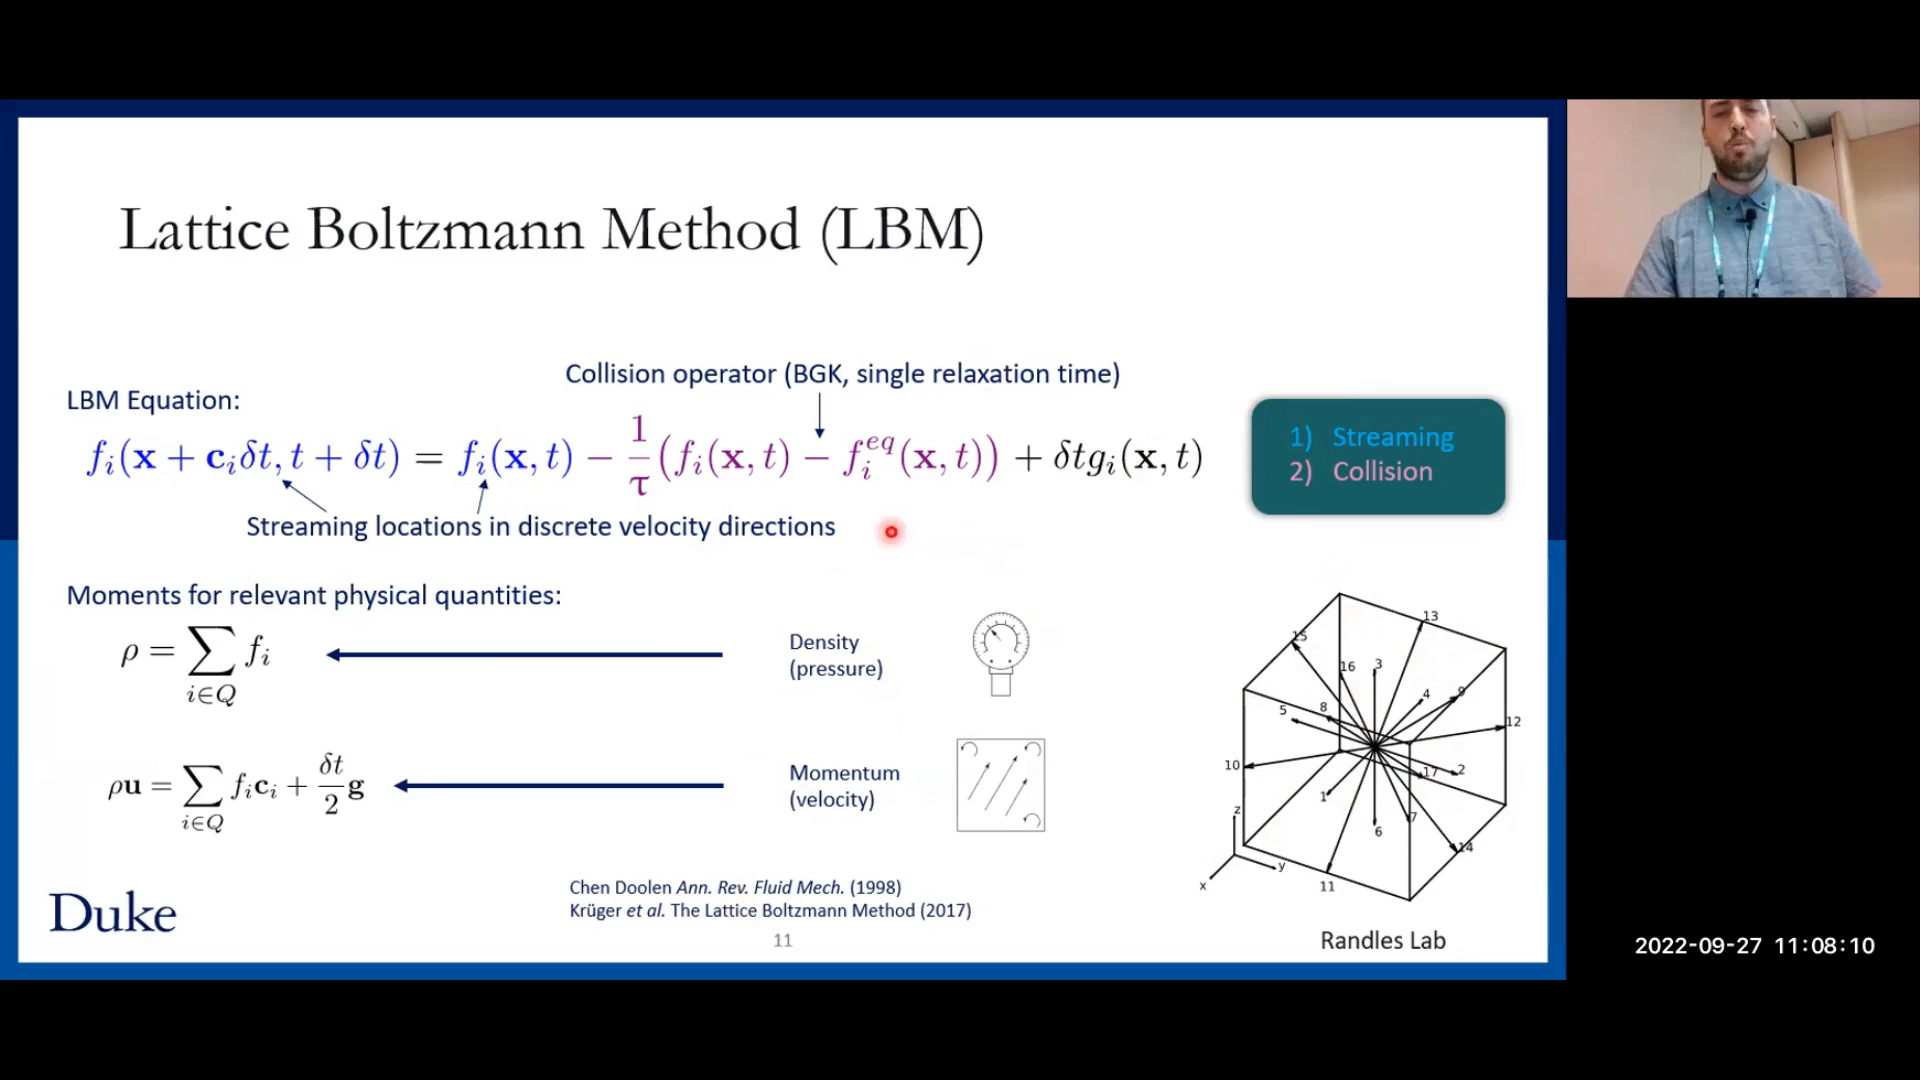 Lattice Boltzmann Method (LBM)
Collision operator (BGK, single relaxation time)
LBM Equation:
f_i(x + c_iδt, t + δt) = f_i(x, t) − 1/τ (f_i(x, t) − f_i^{eq}(x, t)) + δtg_i(x, t)
1) Streaming
2) Collision
Streaming locations in discrete velocity directions
Moments for relevant physical quantities:
ρ = ∑_{i∈Q} f_i
Density
(pressure)
ρu = ∑_{i∈Q} f_i c_i + δt/2 g
Momentum
(velocity)
13
15
16 3
4 9
5 8
12
10
17 2
1
z
6 7
14
y
x
11
Chen Doolen Ann. Rev. Fluid Mech. (1998)
Krüger et al. The Lattice Boltzmann Method (2017)
Duke
11
Randles Lab
2022-09-27 11:08:10